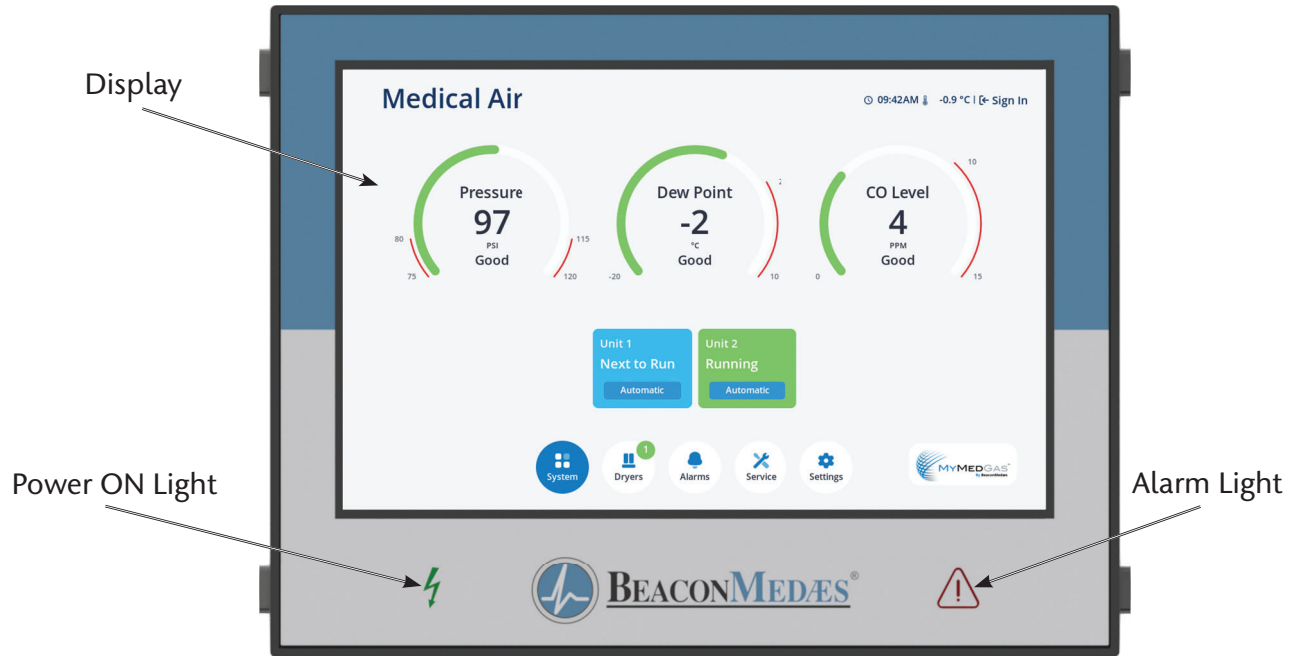 Display
Medical Air
09:42AM -0.9 °C | Sign In
Pressure
97
PSI
Good
80
75
115
120
Dew Point
-2
°C
Good
-20
10
CO Level
4
PPM
Good
0
10
15
Unit 1
Next to Run
Automatic
Unit 2
Running
Automatic
System
1
Dryers
Alarms
Service
Settings
MYMEDGAS
By BeaconMedaes
Power ON Light
Alarm Light
BEACONMEDÆS®